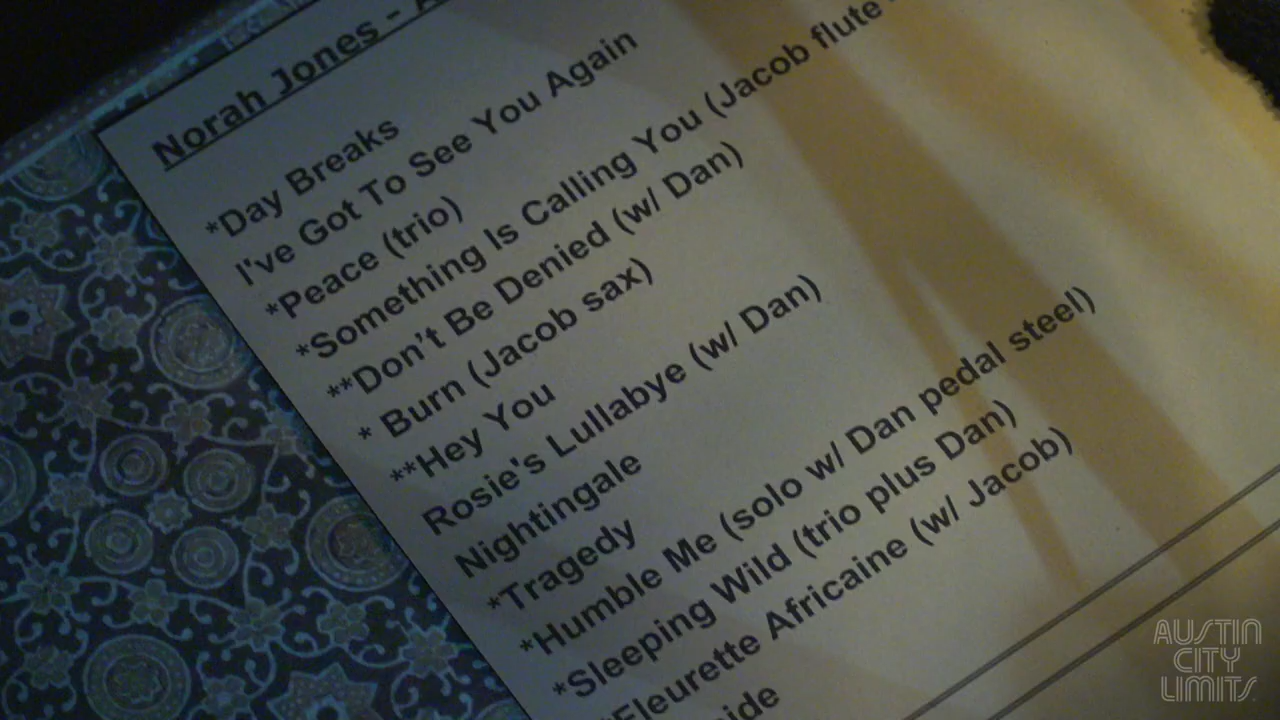 Norah Jones -
*Day Breaks
I've Got To See You Again
*Peace (trio)
*Something Is Calling You (Jacob flute
**Don't Be Denied (w/ Dan)
* Burn (Jacob sax)
**Hey You
Rosie's Lullabye (w/ Dan)
Nightingale
*Tragedy
*Humble Me (solo w/ Dan pedal steel)
*Sleeping Wild (trio plus Dan)
*Fleurette Africaine (w/ Jacob)
AUSTIN
CITY
LIMITS